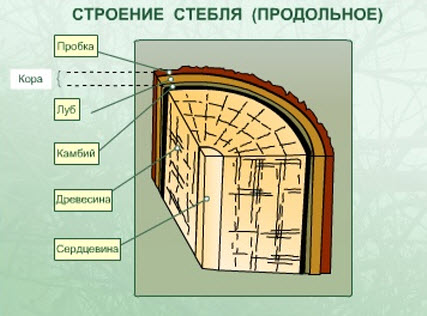 СТРОЕНИЕ СТЕБЛЯ (ПРОДОЛЬНОЕ)
Пробка
Кора
Луб
Камбий
Древесина
Сердцевина